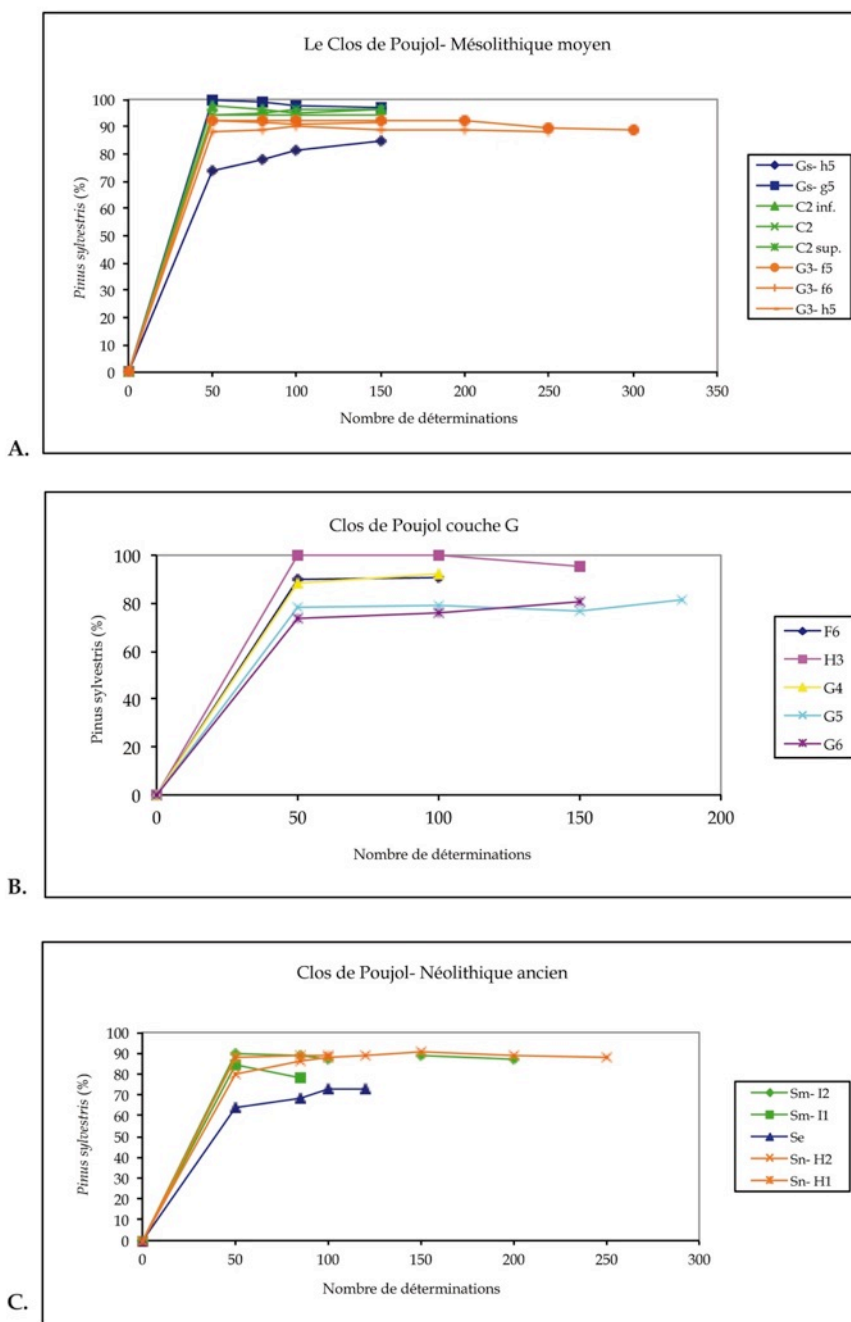 Le Clos de Poujol- Mésolithique moyen
Pinus sylvestris (%)
100
90
80
70
60
50
40
30
20
10
0
0 50 100 150 200 250 300 350
Nombre de déterminations
Gs- h5
Gs- g5
C2 inf.
C2
C2 sup.
G3- f5
G3- f6
G3- h5
A.
Clos de Poujol couche G
Pinus sylvestris (%)
100
80
60
40
20
0
0 50 100 150 200
Nombre de déterminations
F6
H3
G4
G5
G6
B.
Clos de Poujol- Néolithique ancien
Pinus sylvestris (%)
100
90
80
70
60
50
40
30
20
10
0
0 50 100 150 200 250 300
Nombre de déterminations
Sm- I2
Sm- I1
Se
Sn- H2
Sn- H1
C.